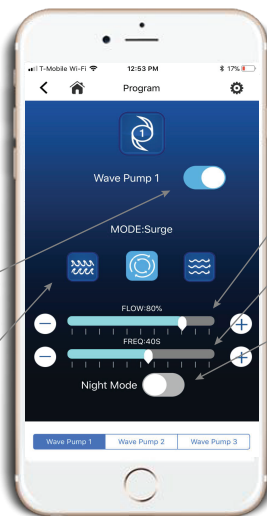 T-Mobile Wi-Fi 12:53 PM 17%
Program
1
Wave Pump 1
MODE:Surge
FLOW:80%
FREQ:40S
Night Mode
Wave Pump 1 Wave Pump 2 Wave Pump 3